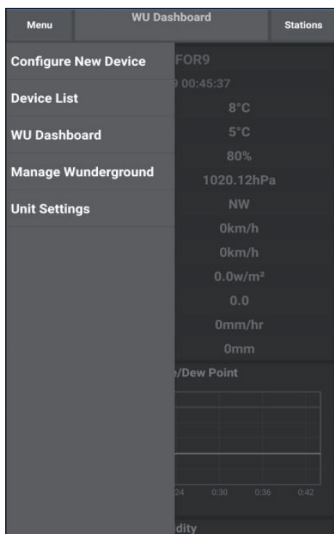 Menu
WU Dashboard
Stations
Configure New Device
Device List
WU Dashboard
Manage Wunderground
Unit Settings
FOR9
9 00:45:37
8°C
5°C
80%
1020.12hPa
NW
0km/h
0km/h
0.0w/m²
0.0
0mm/hr
0mm
e/Dew Point
24 0:30 0:36 0:42
dity